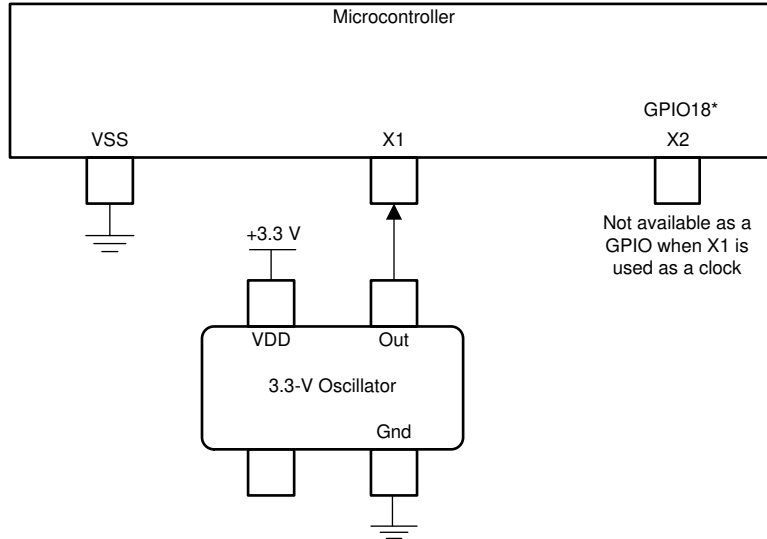 Microcontroller
GPIO18*
VSS
X1
X2
+3.3 V
Not available as a
GPIO when X1 is
used as a clock
VDD
Out
3.3-V Oscillator
Gnd